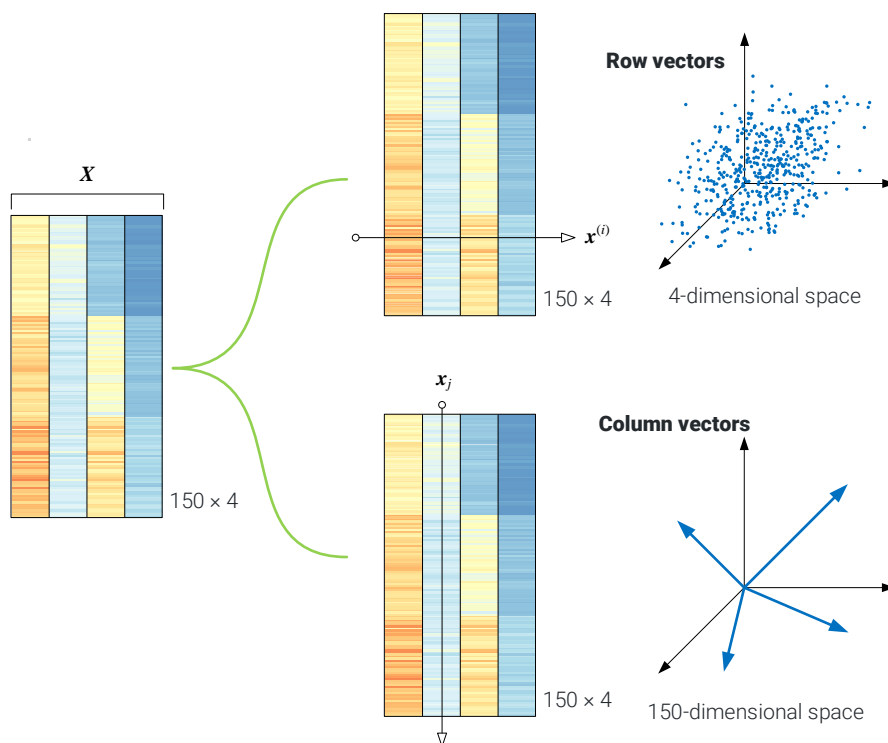 X
150 × 4
x^{(i)}
150 × 4
Row vectors
4-dimensional space
x_j
150 × 4
Column vectors
150-dimensional space